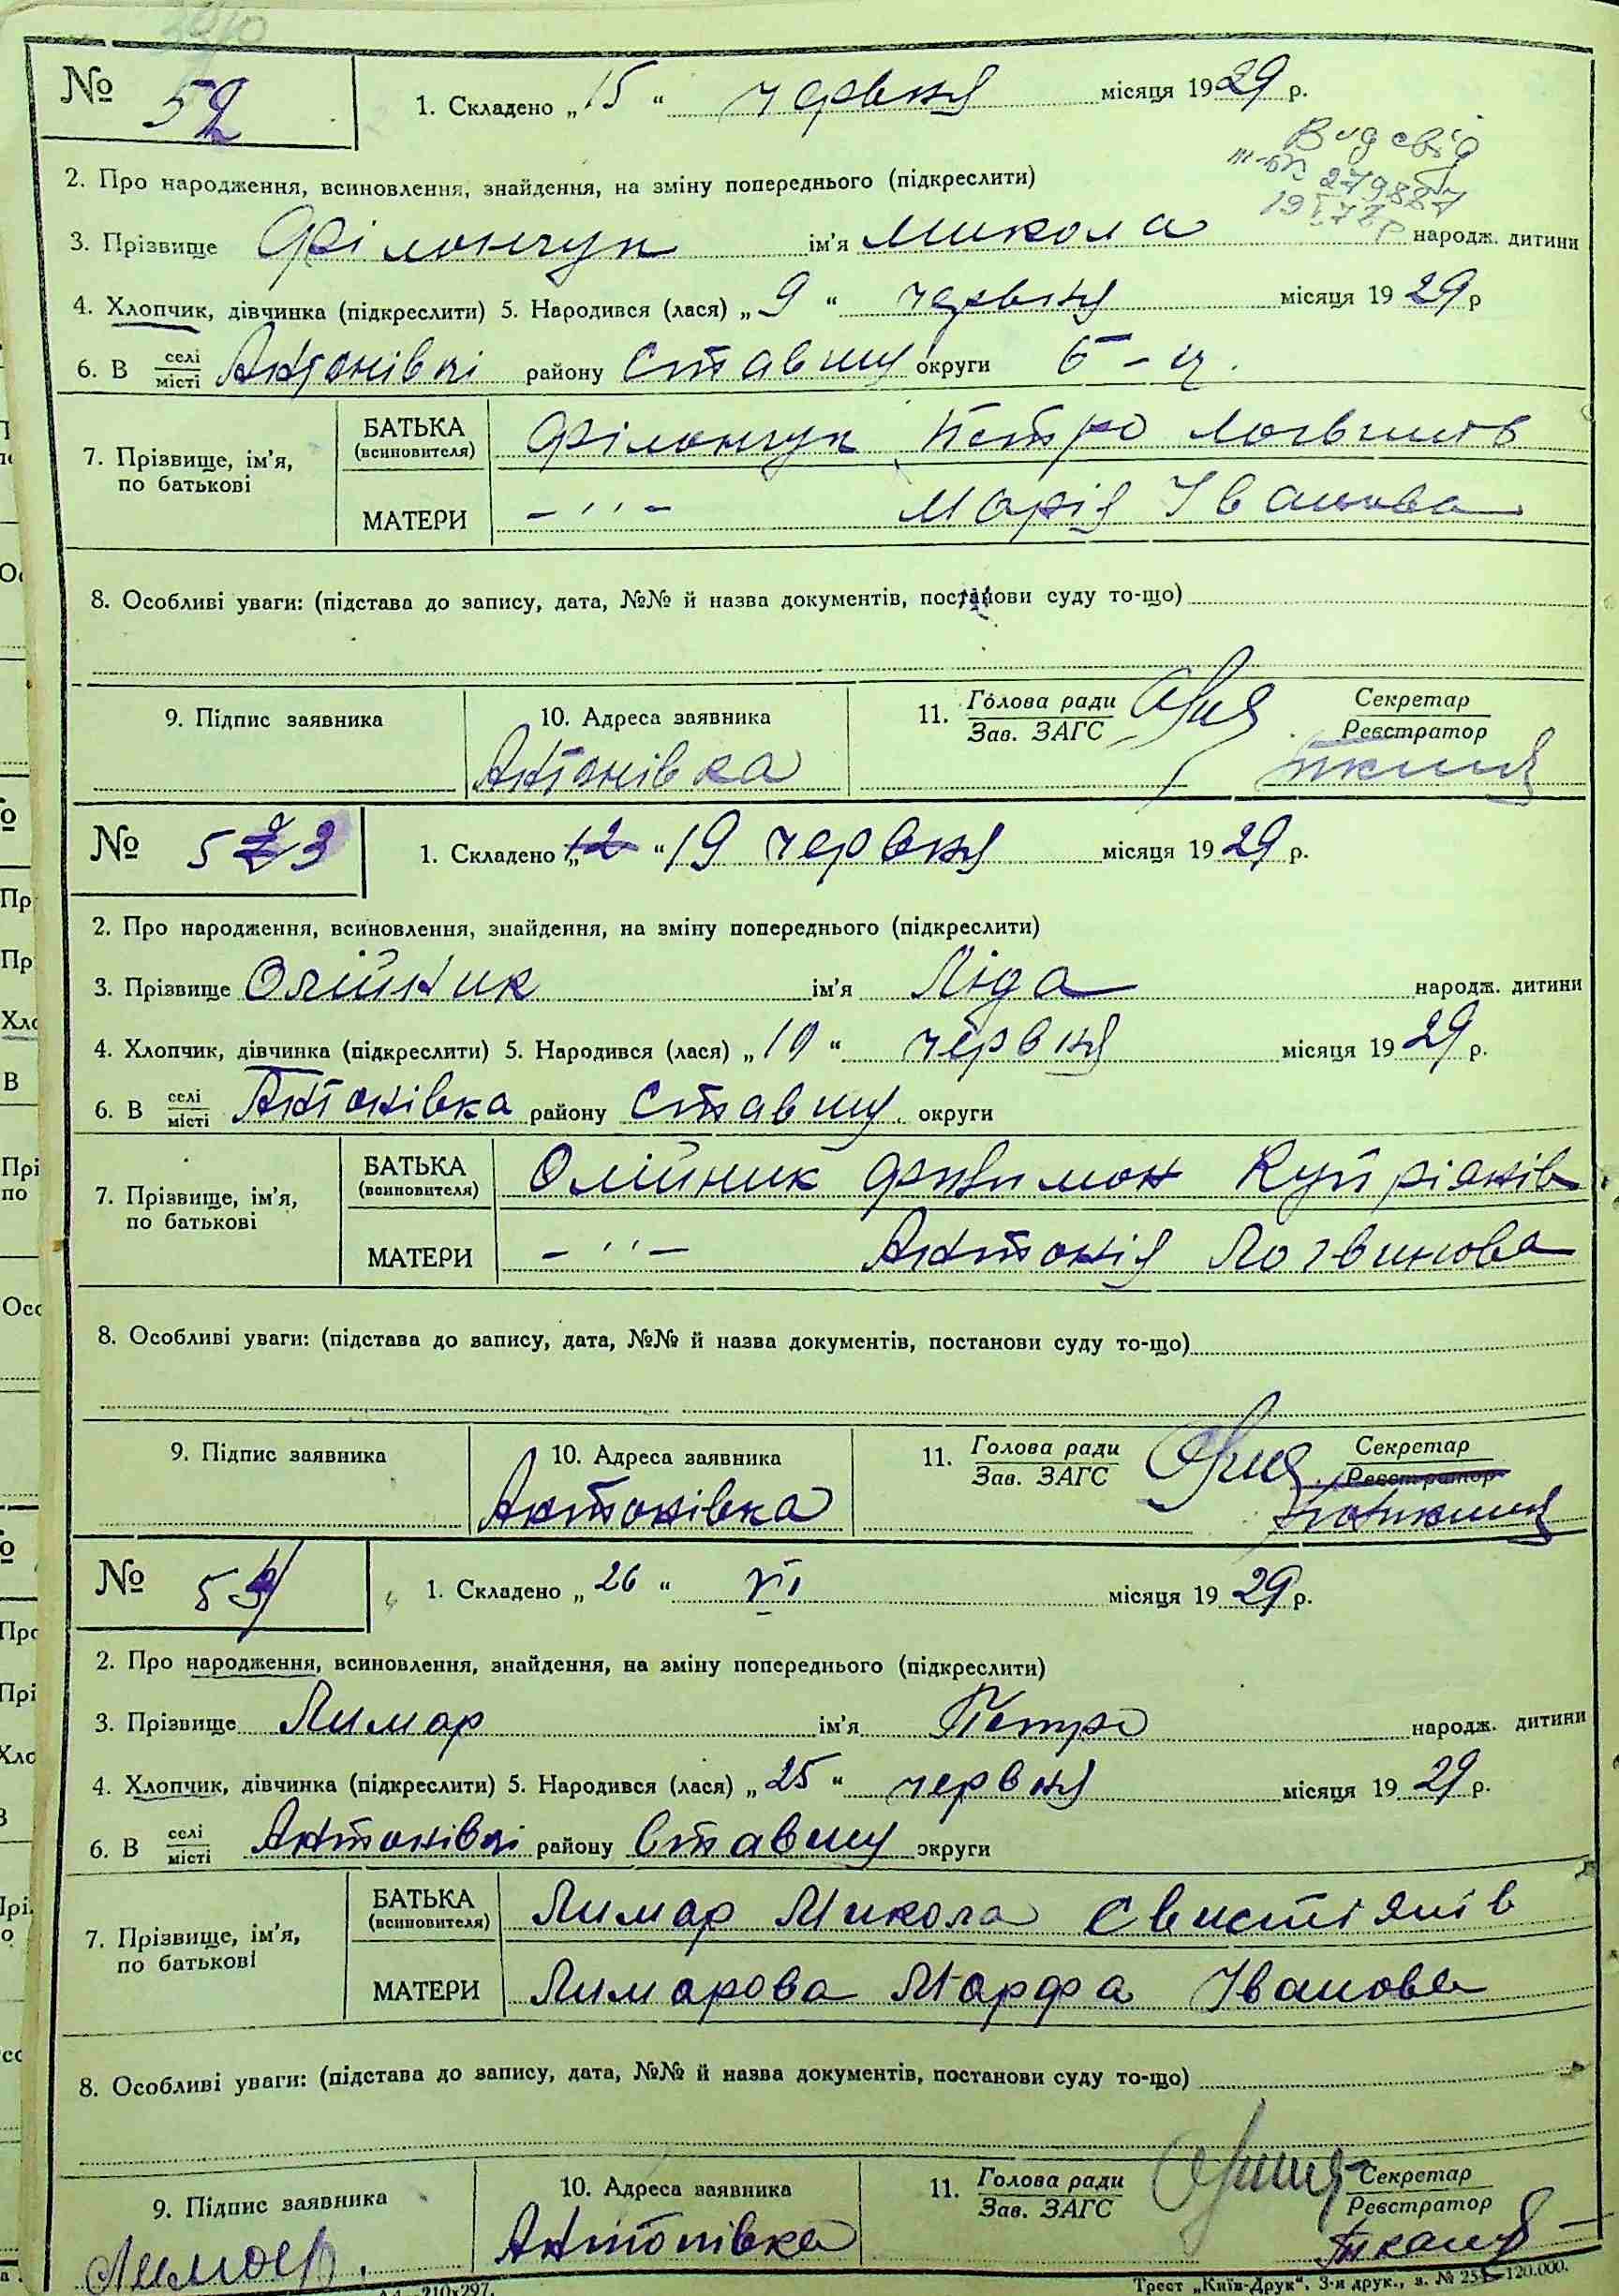 № 52
1. Складено „15“ червня місяця 1929 р.
Вид свід
279887
2. Про народження, всиновлення, знайдення, на зміну попереднього (підкреслити)
3. Прізвище Філончук ім'я Микола народж. дитини
4. Хлопчик, дівчинка (підкреслити) 5. Народився (лася) „9“ червня місяця 1929 р
6. В селі місті Антонівці району Ставищ округи Б-ц.
7. Прізвище, ім'я, по батькові
БАТЬКА (всиновителя) Філончук Петро Логвинів
МАТЕРИ -"- Марія Іванова
8. Особливі уваги: (підстава до запису, дата, №№ й назва документів, постанови суду то-що)
9. Підпис заявника
10. Адреса заявника
11. Голова ради Зав. ЗАГС
Секретар Реєстратор
Антонівка
№ 523
1. Складено „12“ 19 червня місяця 1929 р.
2. Про народження, всиновлення, знайдення, на зміну попереднього (підкреслити)
3. Прізвище Олійник ім'я Ліда народж. дитини
4. Хлопчик, дівчинка (підкреслити) 5. Народився (лася) „10“ червня місяця 1929 р.
6. В селі місті Антонівка району Ставищ. округи
7. Прізвище, ім'я, по батькові
БАТЬКА (всиновителя) Олійник Филимон Купріянів
МАТЕРИ -"- Антонія Логвинова
8. Особливі уваги: (підстава до запису, дата, №№ й назва документів, постанови суду то-що)
9. Підпис заявника
10. Адреса заявника
11. Голова ради Зав. ЗАГС
Секретар Реєстратор
Антонівка
№ 54
1. Складено „26“ VI місяця 1929 р.
2. Про народження, всиновлення, знайдення, на зміну попереднього (підкреслити)
3. Прізвище Лимар ім'я Петро народж. дитини
4. Хлопчик, дівчинка (підкреслити) 5. Народився (лася) „25“ червня місяця 1929 р.
6. В селі місті Антонівці району Ставищ округи
7. Прізвище, ім'я, по батькові
БАТЬКА (всиновителя) Лимар Микола Свистіянів
МАТЕРИ Лимарова Марфа Іванова
8. Особливі уваги: (підстава до запису, дата, №№ й назва документів, постанови суду то-що)
9. Підпис заявника
10. Адреса заявника
11. Голова ради Зав. ЗАГС
Секретар Реєстратор
Лимар.
Антонівка
210х297.
Трест „Київ-Друк“, 3-я друк., з. № 120.000.